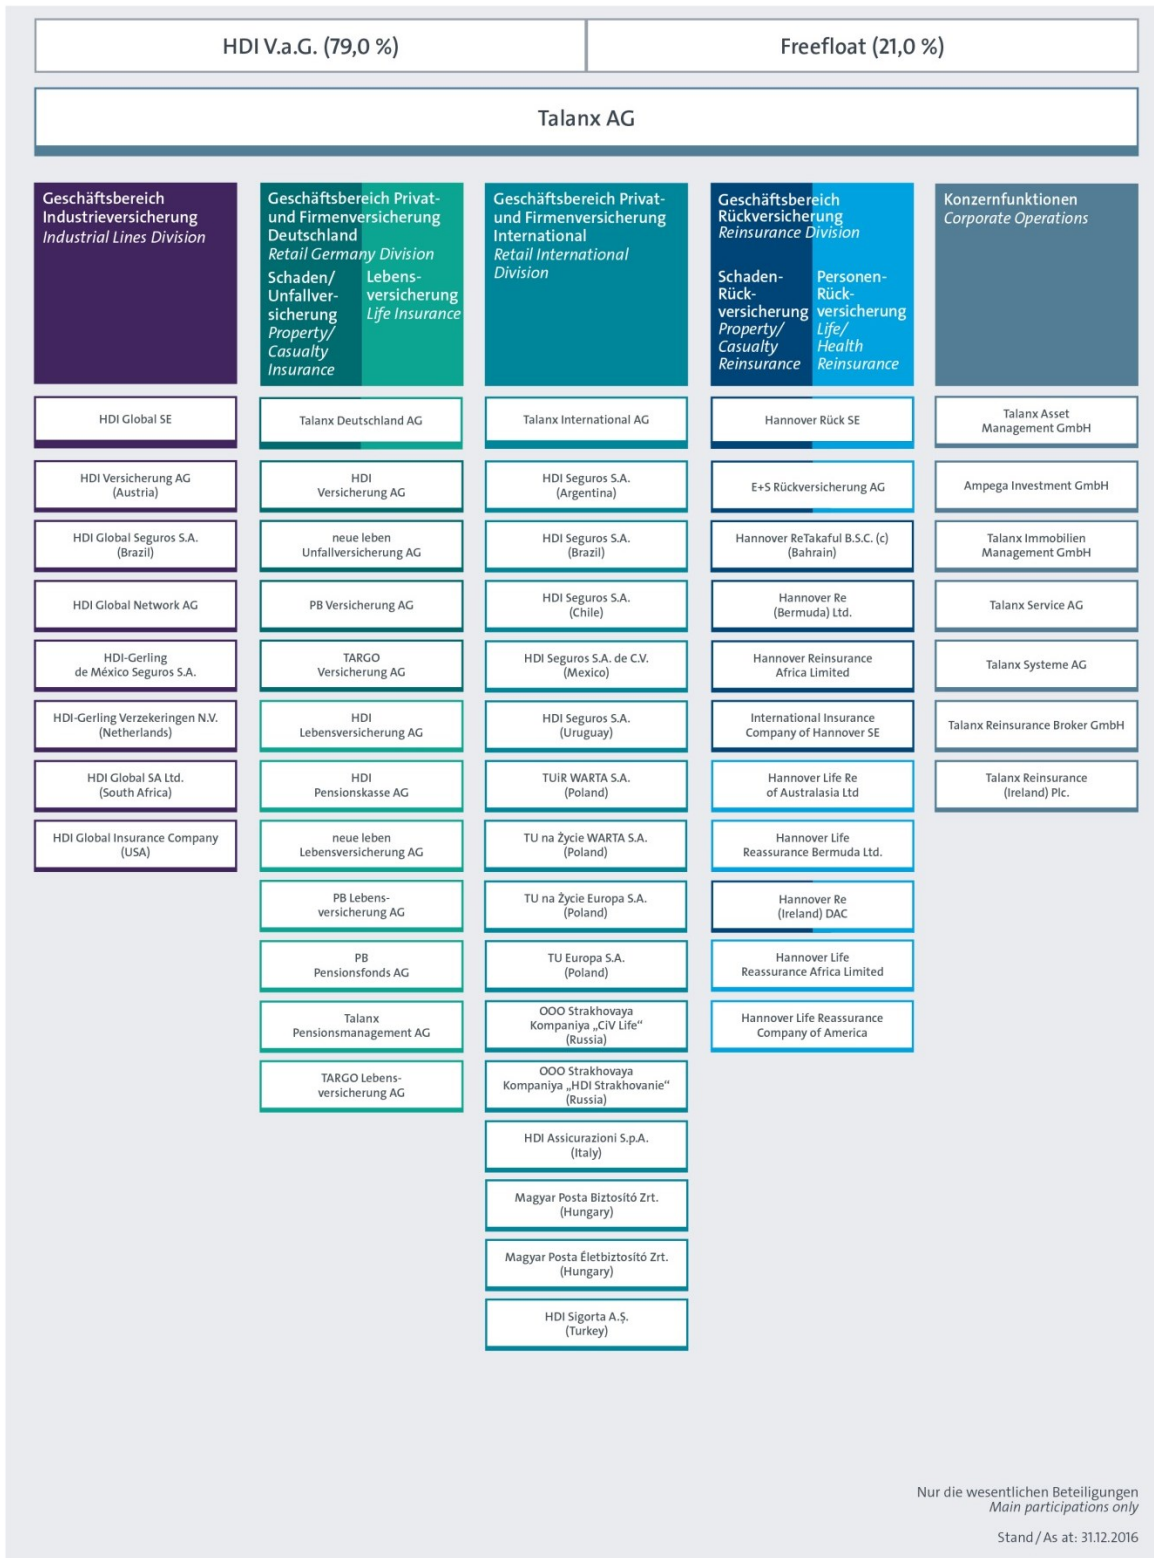 HDI V.a.G. (79,0 %)
Freefloat (21,0 %)
Talanx AG
Geschäftsbereich
Industrieversicherung
Industrial Lines Division
HDI Global SE
HDI Versicherung AG
(Austria)
HDI Global Seguros S.A.
(Brazil)
HDI Global Network AG
HDI-Gerling
de México Seguros S.A.
HDI-Gerling Verzekeringen N.V.
(Netherlands)
HDI Global SA Ltd.
(South Africa)
HDI Global Insurance Company
(USA)
Geschäftsbereich Privat-
und Firmenversicherung
Deutschland
Retail Germany Division
Schaden/
Unfallver-
sicherung
Property/
Casualty
Insurance
Lebens-
versicherung
Life Insurance
Talanx Deutschland AG
HDI
Versicherung AG
neue leben
Unfallversicherung AG
PB Versicherung AG
TARGO
Versicherung AG
HDI
Lebensversicherung AG
HDI
Pensionskasse AG
neue leben
Lebensversicherung AG
PB Lebens-
versicherung AG
PB
Pensionsfonds AG
Talanx
Pensionsmanagement AG
TARGO Lebens-
versicherung AG
Geschäftsbereich Privat-
und Firmenversicherung
International
Retail International
Division
Talanx International AG
HDI Seguros S.A.
(Argentina)
HDI Seguros S.A.
(Brazil)
HDI Seguros S.A.
(Chile)
HDI Seguros S.A. de C.V.
(Mexico)
HDI Seguros S.A.
(Uruguay)
TUiR WARTA S.A.
(Poland)
TU na Życie WARTA S.A.
(Poland)
TU na Życie Europa S.A.
(Poland)
TU Europa S.A.
(Poland)
OOO Strakhovaya
Kompaniya „CiV Life“
(Russia)
OOO Strakhovaya
Kompaniya „HDI Strakhovanie“
(Russia)
HDI Assicurazioni S.p.A.
(Italy)
Magyar Posta Biztosító Zrt.
(Hungary)
Magyar Posta Életbiztosító Zrt.
(Hungary)
HDI Sigorta A.Ş.
(Turkey)
Geschäftsbereich
Rückversicherung
Reinsurance Division
Schaden-
Rück-
versicherung
Property/
Casualty
Reinsurance
Personen-
Rück-
versicherung
Life/
Health
Reinsurance
Hannover Rück SE
E+S Rückversicherung AG
Hannover ReTakaful B.S.C. (c)
(Bahrain)
Hannover Re
(Bermuda) Ltd.
Hannover Reinsurance
Africa Limited
International Insurance
Company of Hannover SE
Hannover Life Re
of Australasia Ltd
Hannover Life
Reassurance Bermuda Ltd.
Hannover Re
(Ireland) DAC
Hannover Life
Reassurance Africa Limited
Hannover Life Reassurance
Company of America
Konzernfunktionen
Corporate Operations
Talanx Asset
Management GmbH
Ampega Investment GmbH
Talanx Immobilien
Management GmbH
Talanx Service AG
Talanx Systeme AG
Talanx Reinsurance Broker GmbH
Talanx Reinsurance
(Ireland) Plc.
Nur die wesentlichen Beteiligungen
Main participations only
Stand / As at: 31.12.2016